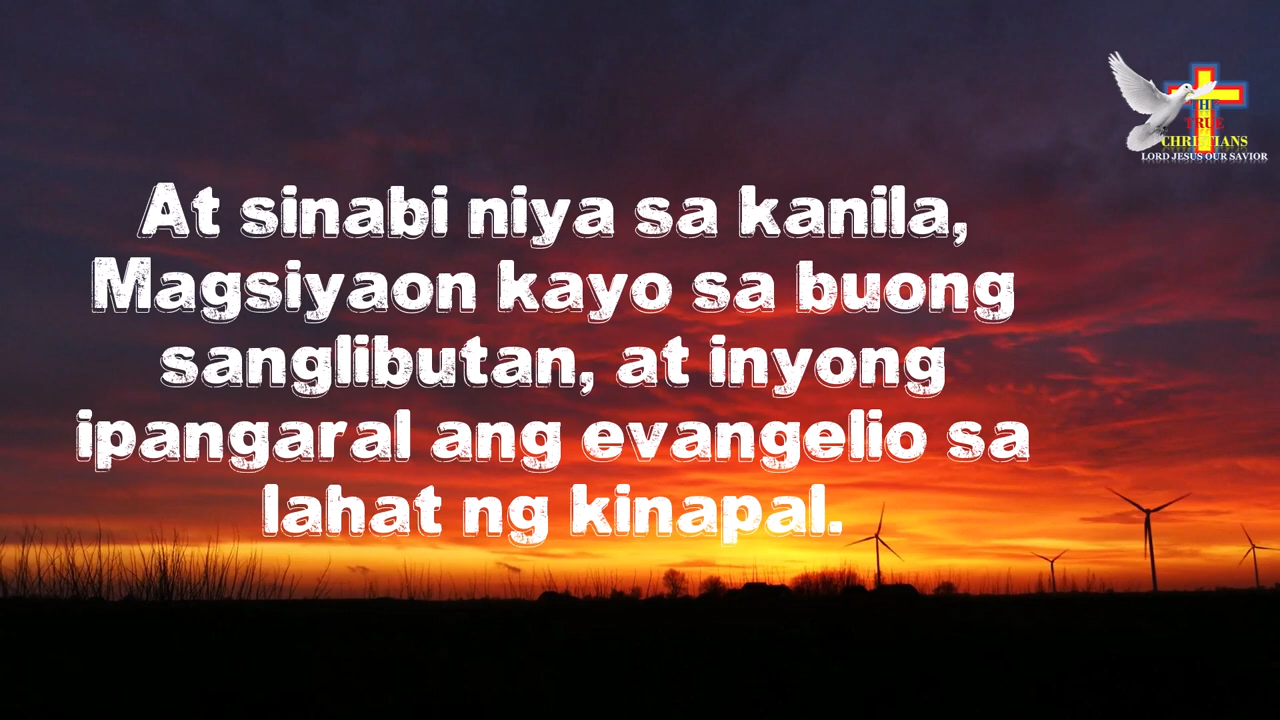 THE
TRUE
CHRISTIANS
LORD JESUS OUR SAVIOR
At sinabi niya sa kanila,
Magsiyaon kayo sa buong
sanglibutan, at inyong
ipangaral ang evangelio sa
lahat ng kinapal.